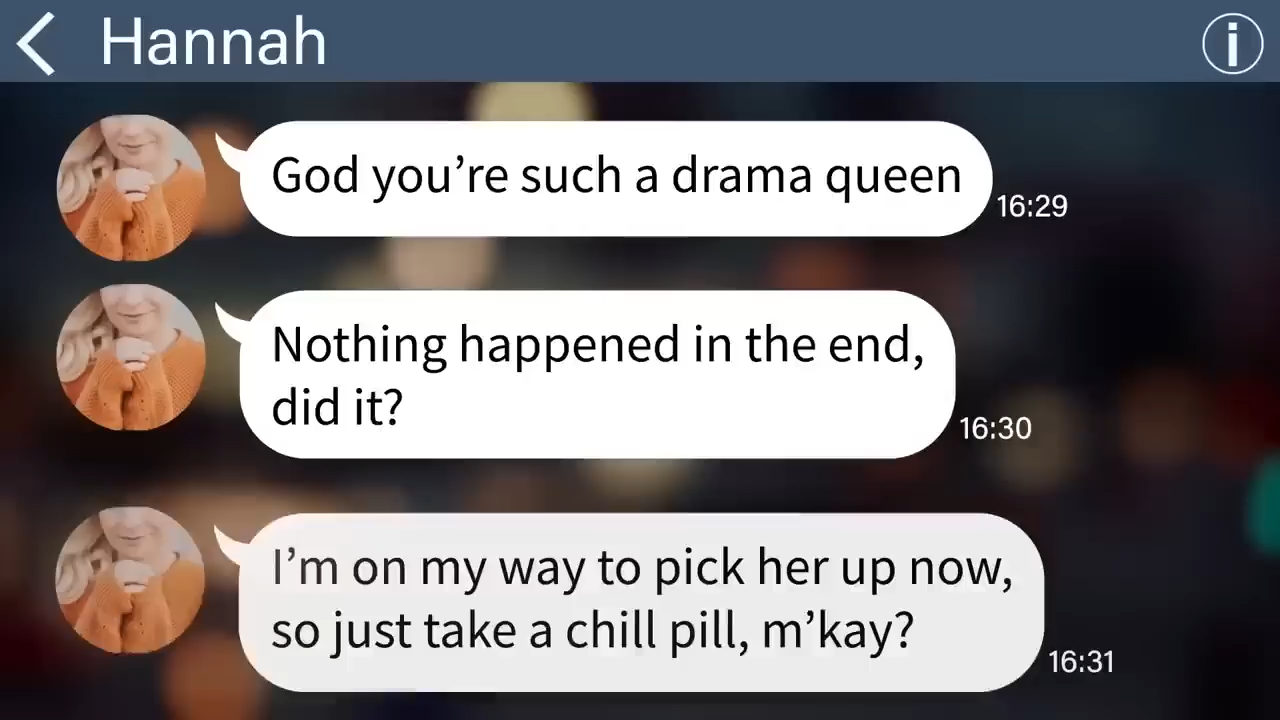 Hannah
God you’re such a drama queen
16:29
Nothing happened in the end,
did it?
16:30
I’m on my way to pick her up now,
so just take a chill pill, m’kay?
16:31